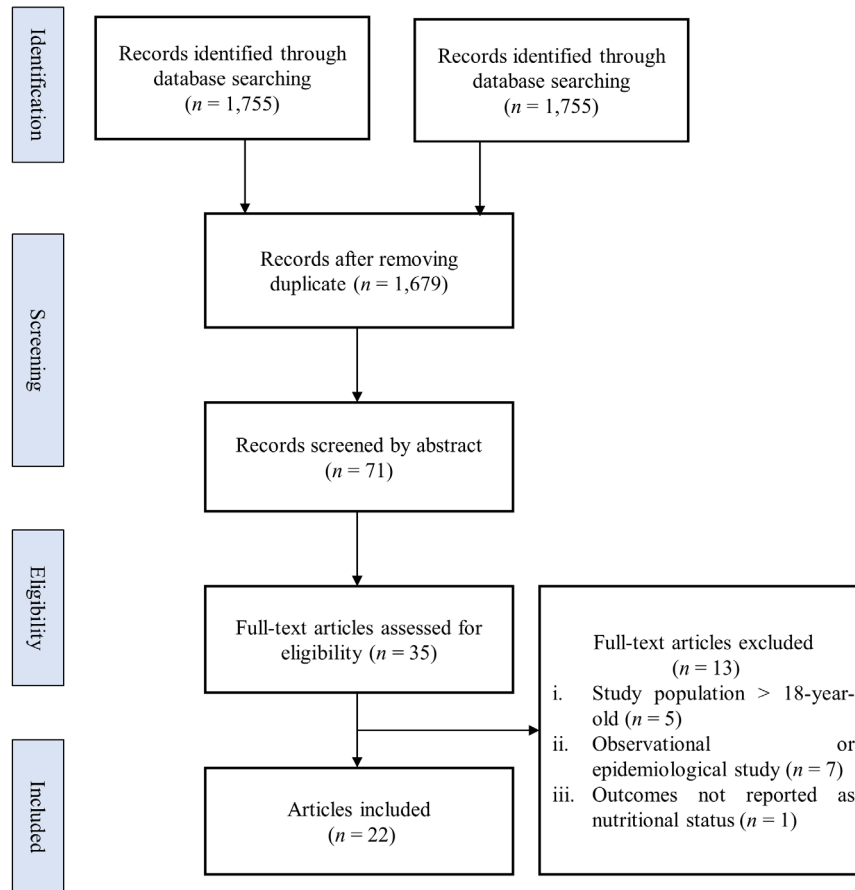 Identification
Records identified through
database searching
(n = 1,755)
Records identified through
database searching
(n = 1,755)
Screening
Records after removing
duplicate (n = 1,679)
Records screened by abstract
(n = 71)
Eligibility
Full-text articles assessed for
eligibility (n = 35)
Full-text articles excluded
(n = 13)
i. Study population > 18-year-
old (n = 5)
ii. Observational or
epidemiological study (n = 7)
iii. Outcomes not reported as
nutritional status (n = 1)
Included
Articles included
(n = 22)